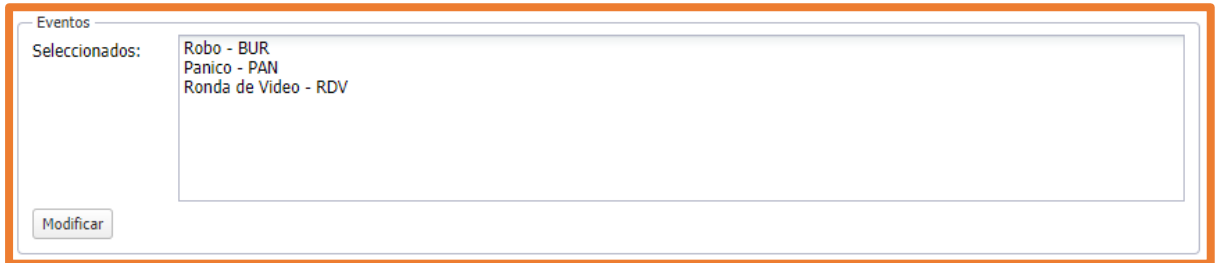 Eventos
Seleccionados:
Robo - BUR
Panico - PAN
Ronda de Video - RDV
Modificar